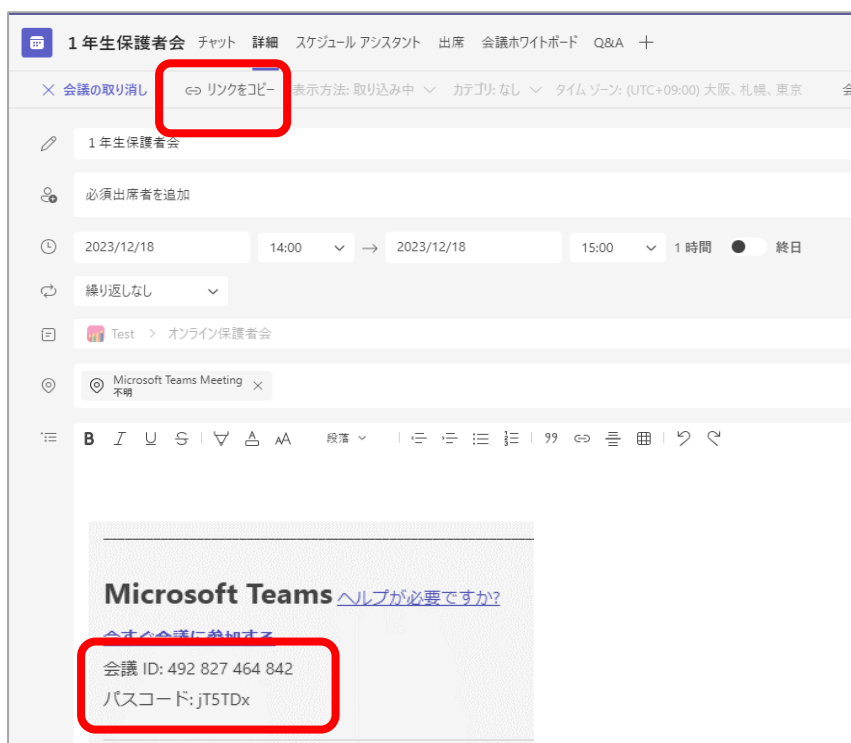 1年生保護者会 チャット 詳細 スケジュール アシスタント 出席 会議ホワイトボード Q&A
会議の取り消し リンクをコピー 表示方法: 取り込み中 カテゴリ: なし タイム ゾーン: (UTC+09:00) 大阪、札幌、東京
1年生保護者会
必須出席者を追加
2023/12/18 14:00 → 2023/12/18 15:00 1 時間 終日
繰り返しなし
Test > オンライン保護者会
Microsoft Teams Meeting
不明
B I U S A AA 段落
Microsoft Teams ヘルプが必要ですか?
今すぐ会議に参加する
会議 ID: 492 827 464 842
パスコード: jT5TDx